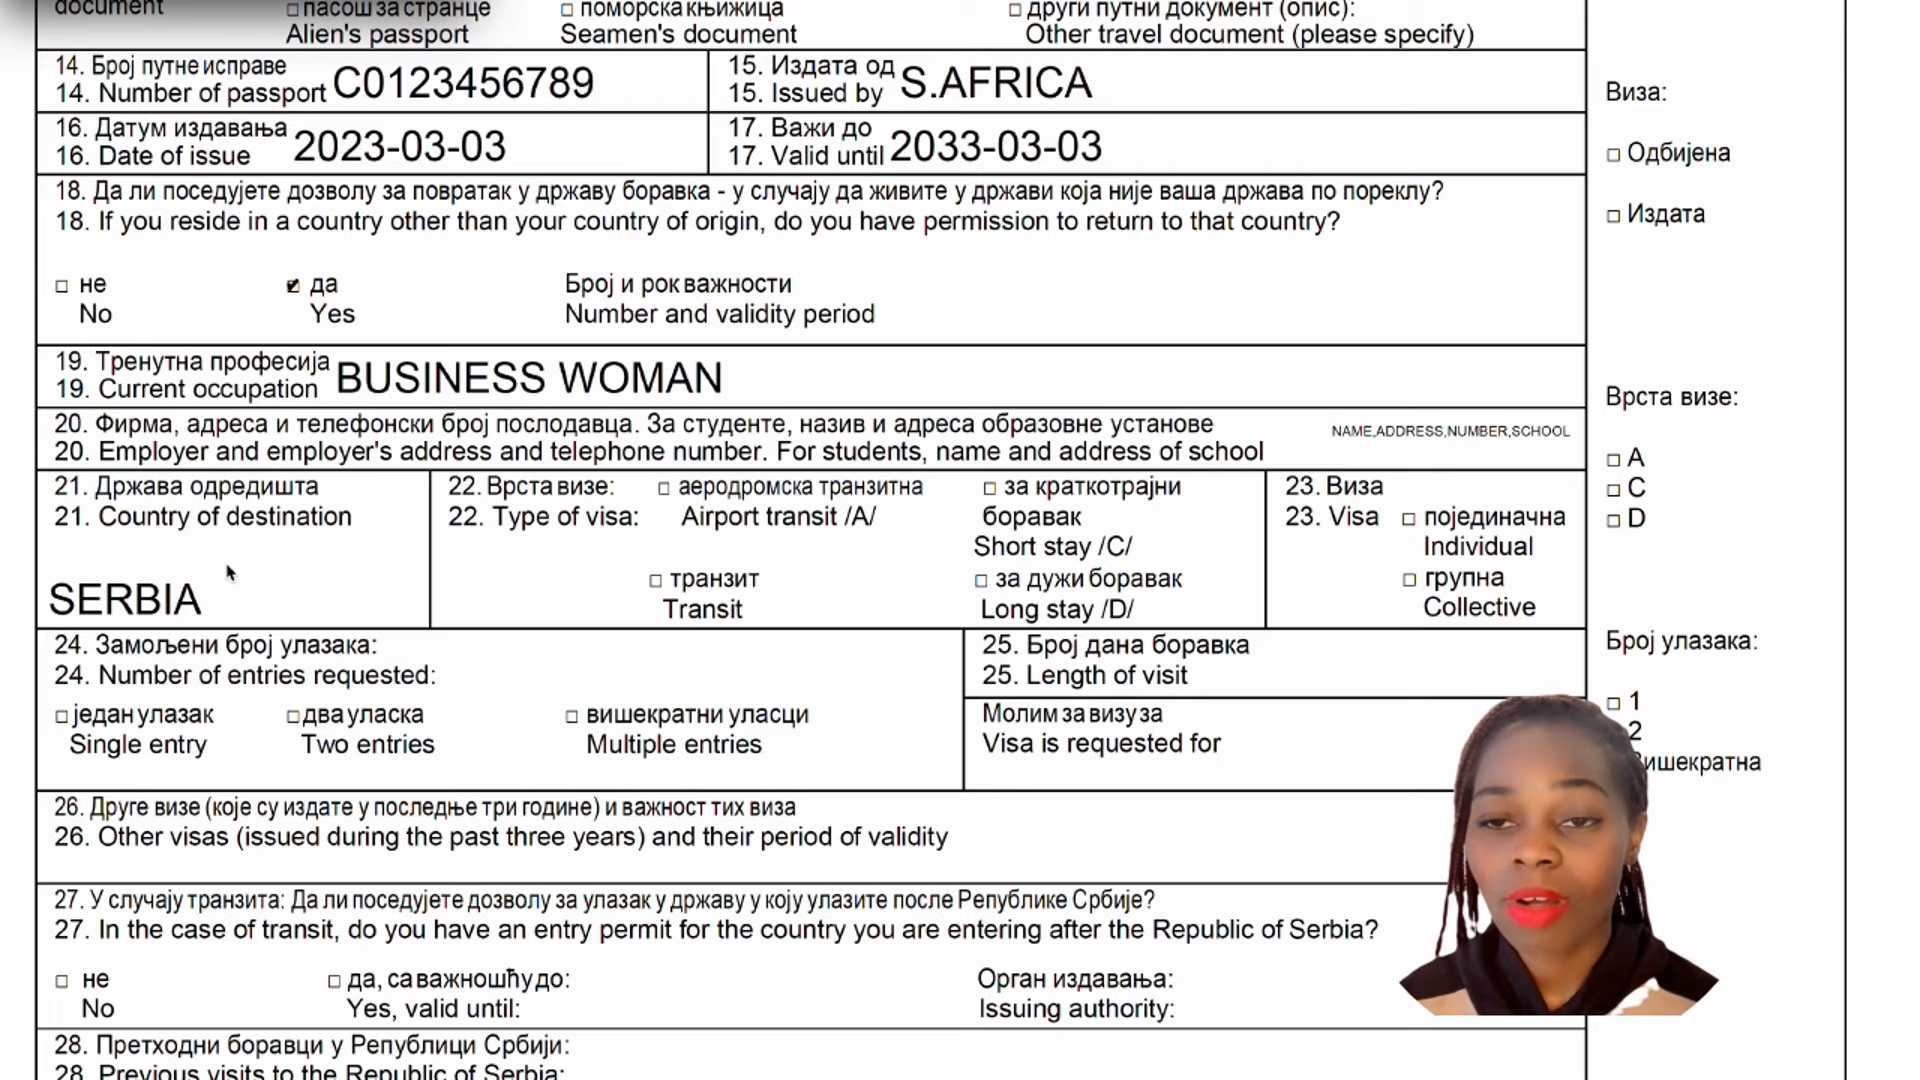 document
□ пасош за странце
Alien's passport
□ поморска књижица
Seamen's document
□ други путни документ (опис):
Other travel document (please specify)
14. Број путне исправе
14. Number of passport
C0123456789
15. Издата од
15. Issued by
S.AFRICA
16. Датум издавања
16. Date of issue
2023-03-03
17. Важи до
17. Valid until
2033-03-03
18. Да ли поседујете дозволу за повратак у државу боравка - у случају да живите у држави која није ваша држава по пореклу?
18. If you reside in a country other than your country of origin, do you have permission to return to that country?
□ не
No
да
Yes
Број и рок важности
Number and validity period
19. Тренутна професија
19. Current occupation
BUSINESS WOMAN
20. Фирма, адреса и телефонски број послодавца. За студенте, назив и адреса образовне установе
20. Employer and employer's address and telephone number. For students, name and address of school
NAME,ADDRESS,NUMBER,SCHOOL
21. Држава одредишта
21. Country of destination
SERBIA
22. Врста визе:
22. Type of visa:
□ аеродромска транзитна
Airport transit /A/
□ за краткотрајни
боравак
Short stay /C/
□ транзит
Transit
□ за дужи боравак
Long stay /D/
23. Виза
23. Visa
□ појединачна
Individual
□ групна
Collective
24. Замољени број улазака:
24. Number of entries requested:
□ један улазак
Single entry
□ два уласка
Two entries
□ вишекратни уласци
Multiple entries
25. Број дана боравка
25. Length of visit
Молим за визу за
Visa is requested for
26. Друге визе (које су издате у последње три године) и важност тих виза
26. Other visas (issued during the past three years) and their period of validity
27. У случају транзита: Да ли поседујете дозволу за улазак у државу у коју улазите после Републике Србије?
27. In the case of transit, do you have an entry permit for the country you are entering after the Republic of Serbia?
□ не
No
□ да, са важношћу до:
Yes, valid until:
Орган издавања:
Issuing authority:
28. Претходни боравци у Републици Србији:
28. Previous visits to the Republic of Serbia:
Виза:
□ Одбијена
□ Издата
Врста визе:
□ A
□ C
□ D
Број улазака:
□ 1
2
ишекратна